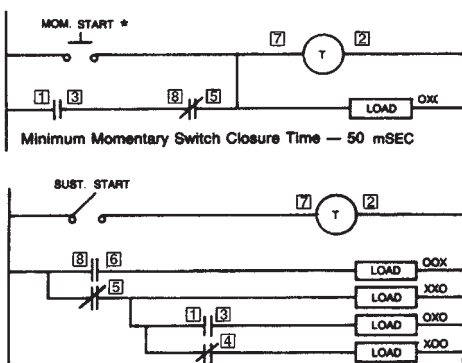 MOM. START *
7 T 2
1 3 8 5 LOAD OXO
Minimum Momentary Switch Closure Time — 50 mSEC
SUST. START
7 T 2
8 6 LOAD OOX
5 LOAD XXO
1 3 LOAD OXO
4 LOAD XOO